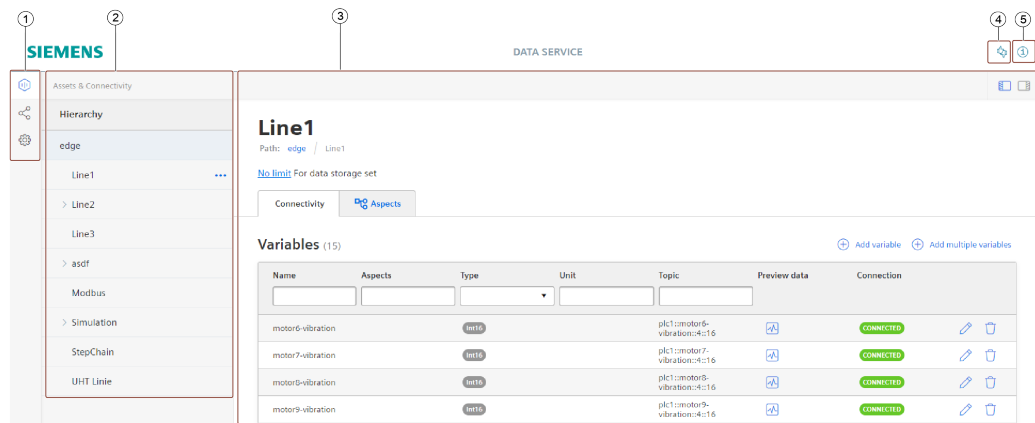 1 2 3 4 5
SIEMENS DATA SERVICE
Assets & Connectivity
Hierarchy
edge
Line1
Line2
Line3
asdf
Modbus
Simulation
StepChain
UHT Linie
Line1
Path: edge / Line1
No limit For data storage set
Connectivity Aspects
Variables (15) Add variable Add multiple variables
Name Aspects Type Unit Topic Preview data Connection
motor6-vibration Int16 plc1::motor6-
vibration::4::16 CONNECTED
motor7-vibration Int16 plc1::motor7-
vibration::4::16 CONNECTED
motor8-vibration Int16 plc1::motor8-
vibration::4::16 CONNECTED
motor9-vibration Int16 plc1::motor9-
vibration::4::16 CONNECTED